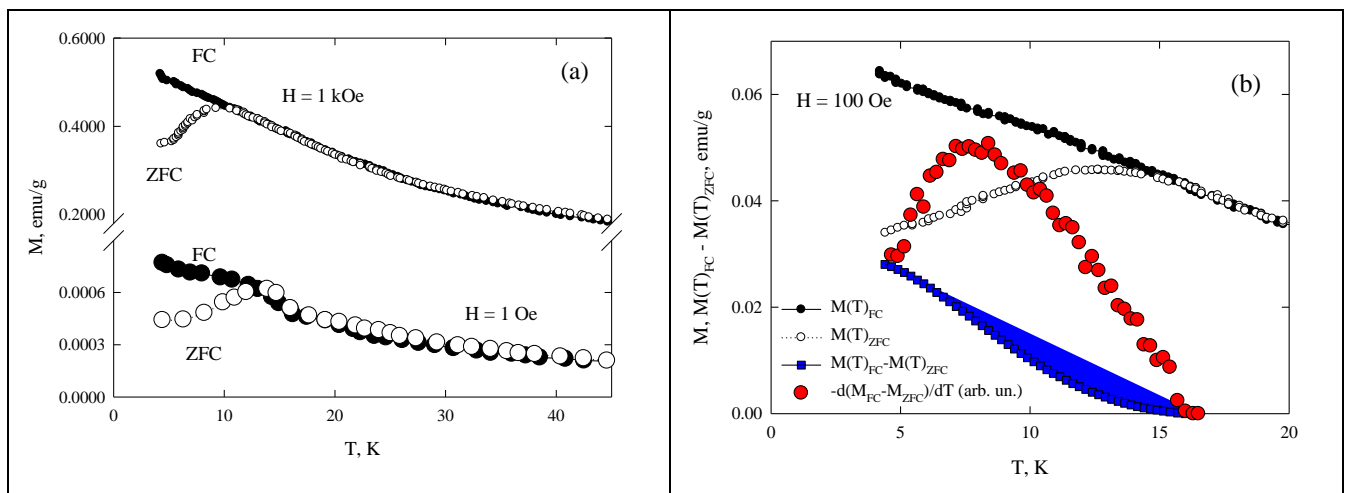 (a)
FC
H = 1 kOe
ZFC
FC
H = 1 Oe
ZFC
M, emu/g
0.6000
0.4000
0.2000
0.0006
0.0003
0.0000
0 10 20 30 40
T, K
(b)
H = 100 Oe
M(T)FC
M(T)ZFC
M(T)FC-M(T)ZFC
-d(MFC-MZFC)/dT (arb. un.)
M, M(T)FC - M(T)ZFC, emu/g
0.06
0.04
0.02
0.00
0 5 10 15 20
T, K